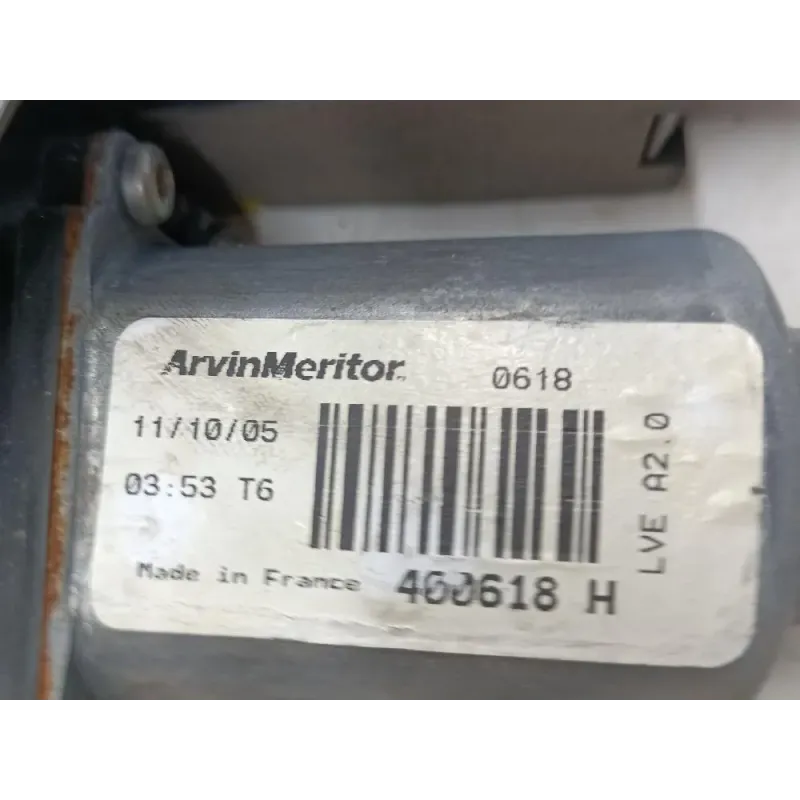 ArvinMeritor 0618
11/10/05
03:53 T6
Made in France 400618 H
LVE A2.0